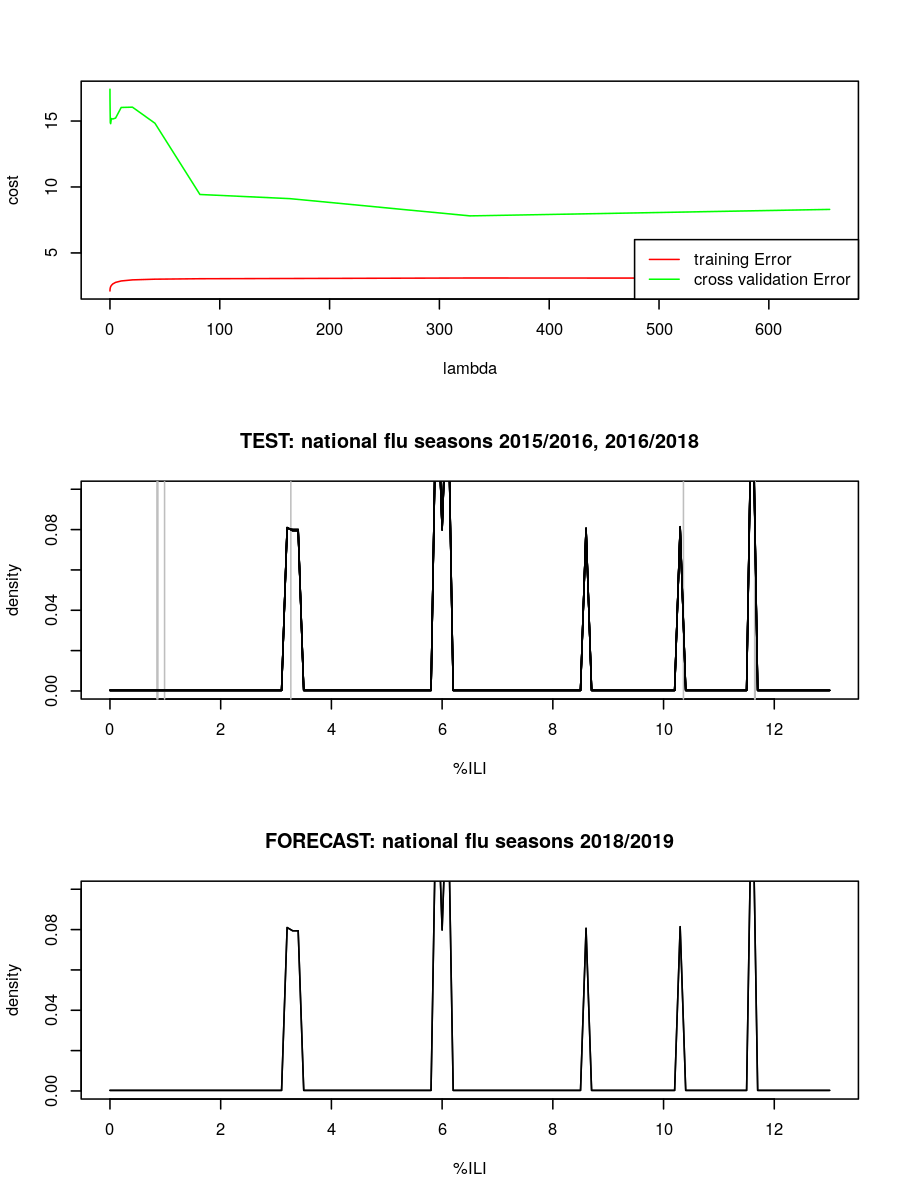 15
10
5
cost
training Error
cross validation Error
0 100 200 300 400 500 600
lambda
TEST: national flu seasons 2015/2016, 2016/2018
0.08
0.04
0.00
density
0 2 4 6 8 10 12
%ILI
FORECAST: national flu seasons 2018/2019
0.08
0.04
0.00
density
0 2 4 6 8 10 12
%ILI